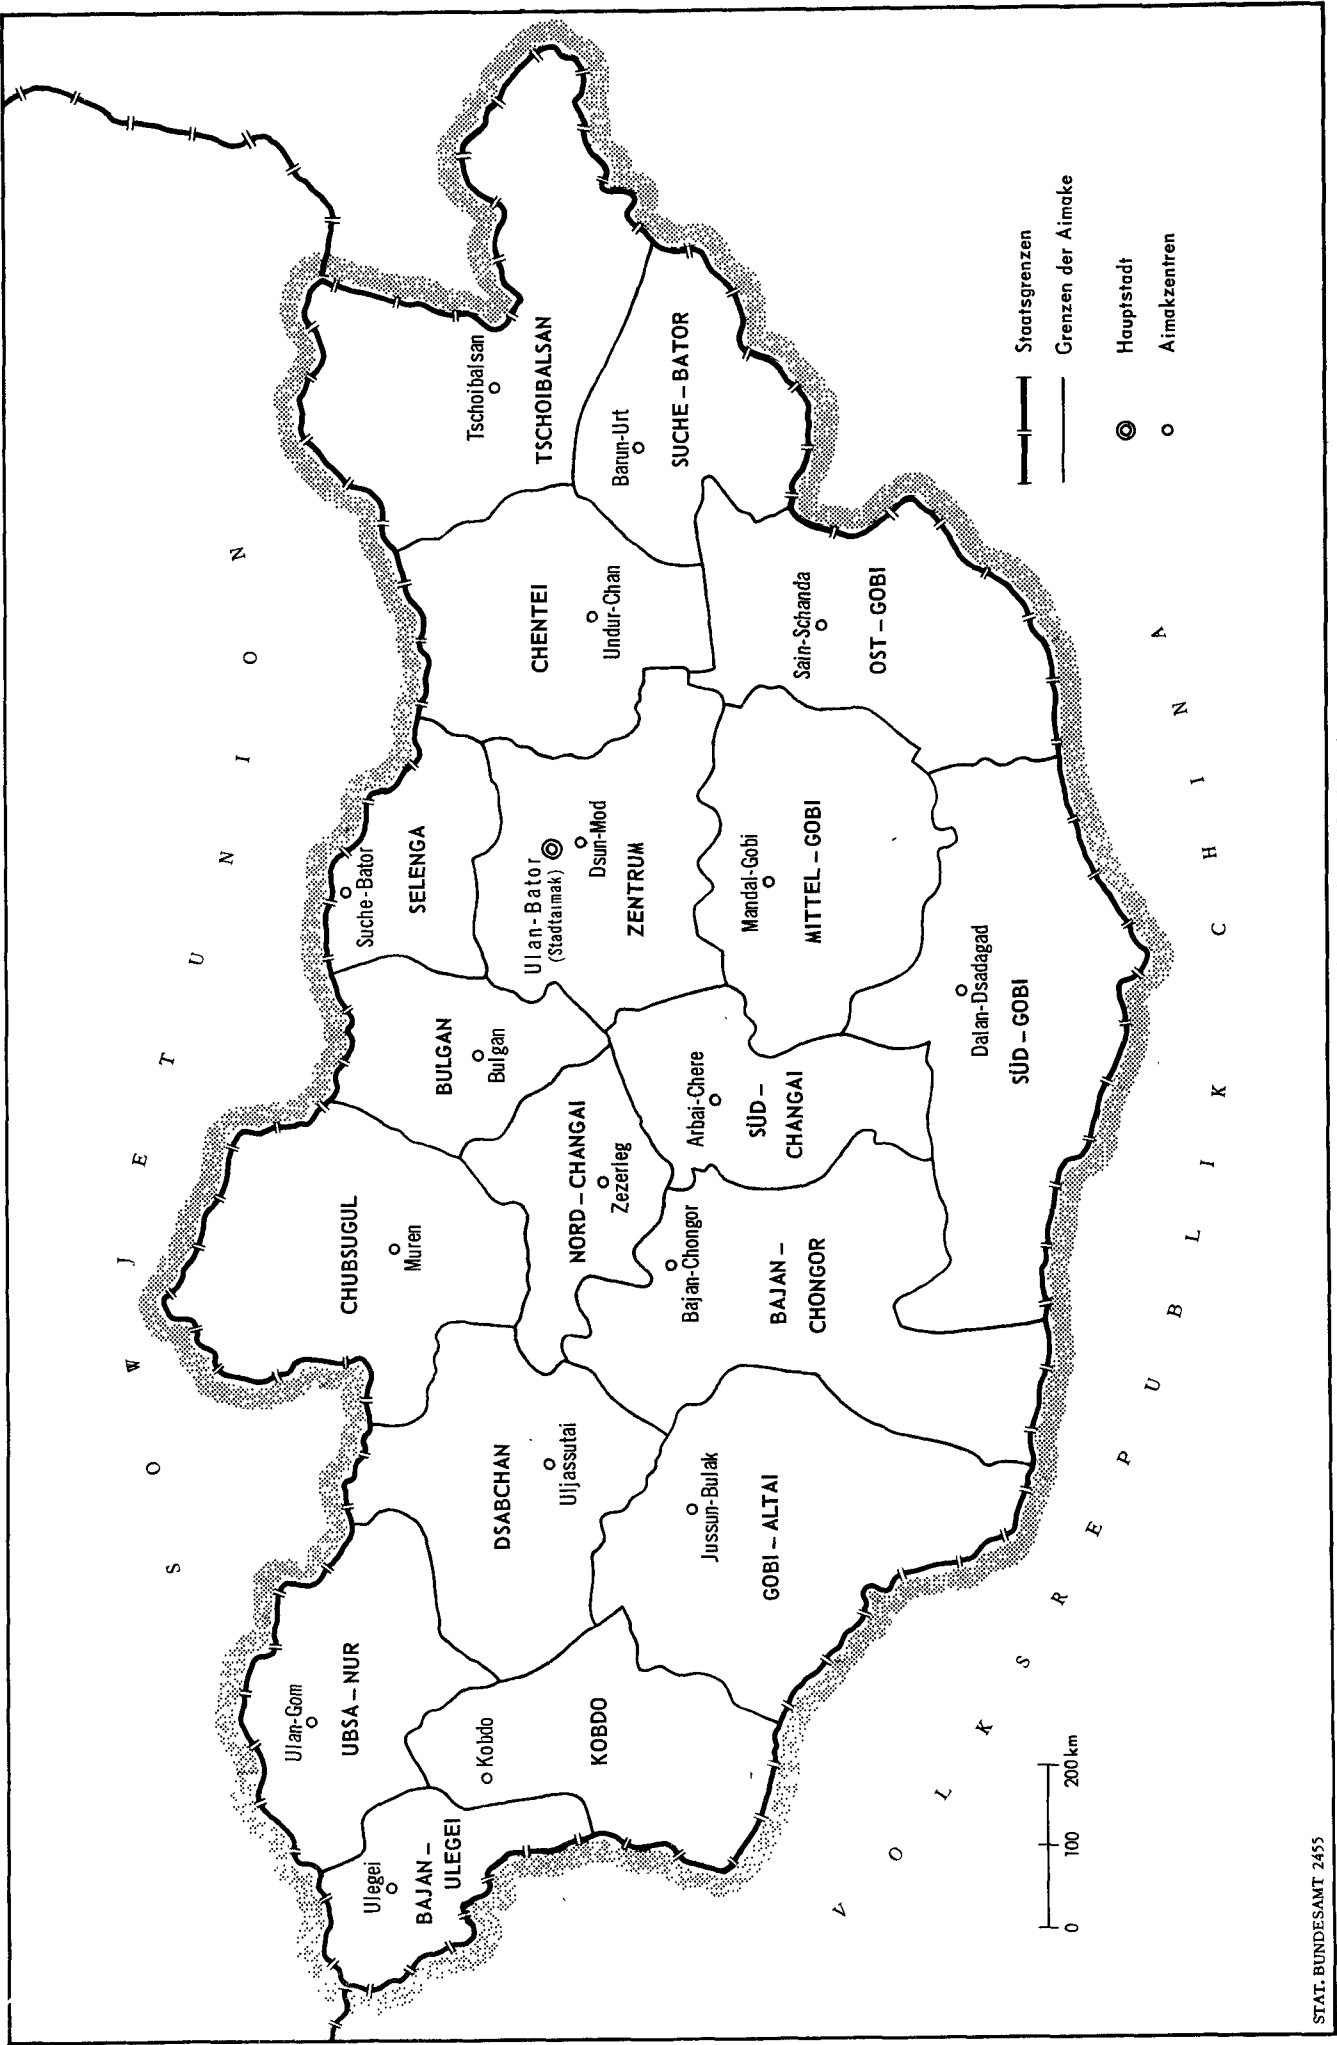 SOWJETUNION
VOLKSREPUBLIK CHINA
Ulegei
BAJAN –
ULEGEI
Ulan-Gom
UBSA – NUR
Kobdo
KOBDO
DSABCHAN
Uljassutai
Jussun-Bulak
GOBI – ALTAI
CHUBSUGUL
Muren
NORD – CHANGAI
Zezerleg
Bajan-Chongor
BAJAN –
CHONGOR
BULGAN
Bulgan
Arbai-Chere
SÜD –
CHANGAI
Suche-Bator
SELENGA
Ulan-Bator
(Stadtaimak)
Dsun-Mod
ZENTRUM
Mandal-Gobi
MITTEL – GOBI
Dalan-Dsadagad
SÜD – GOBI
CHENTEI
Undur-Chan
Sain-Schanda
OST – GOBI
Tschoibalsan
TSCHOIBALSAN
Barun-Urt
SUCHE – BATOR
Staatsgrenzen
Grenzen der Aimake
Hauptstadt
Aimakzentren
0 100 200 km
STAT. BUNDESAMT 2455